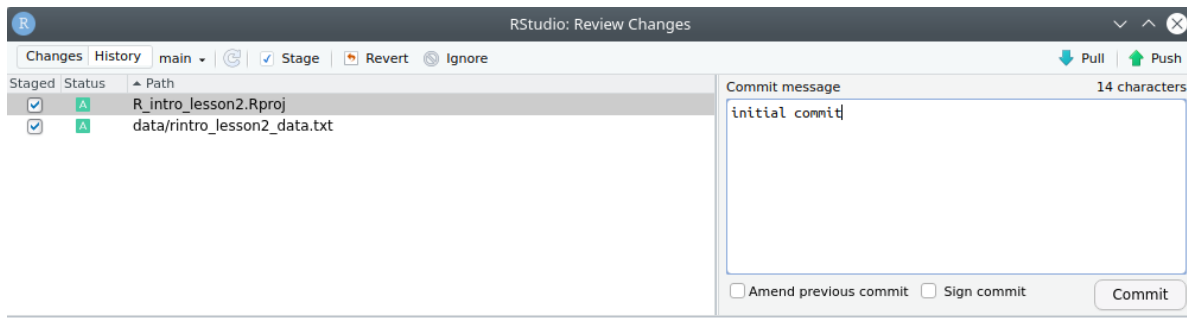 R RStudio: Review Changes
Changes History main Stage Revert Ignore Pull Push
Staged Status Path
A R_intro_lesson2.Rproj
A data/rintro_lesson2_data.txt
Commit message 14 characters
initial commit
Amend previous commit Sign commit Commit